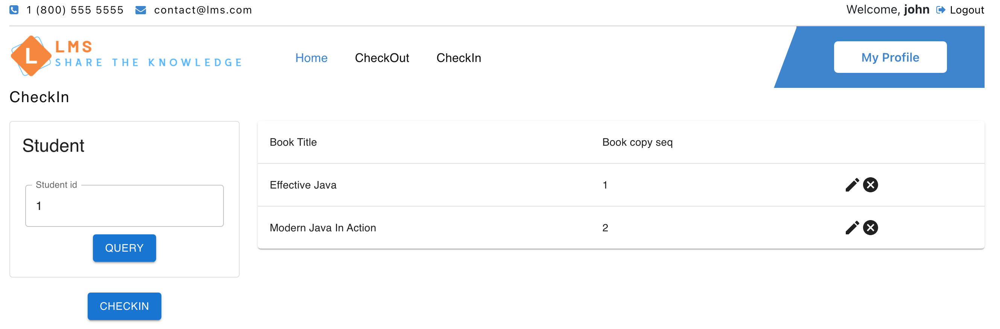 1 (800) 555 5555 contact@lms.com Welcome, john Logout
L LMS
SHARE THE KNOWLEDGE
Home CheckOut CheckIn My Profile
CheckIn
Student
Student id
1
QUERY
CHECKIN
Book Title Book copy seq
Effective Java 1
Modern Java In Action 2